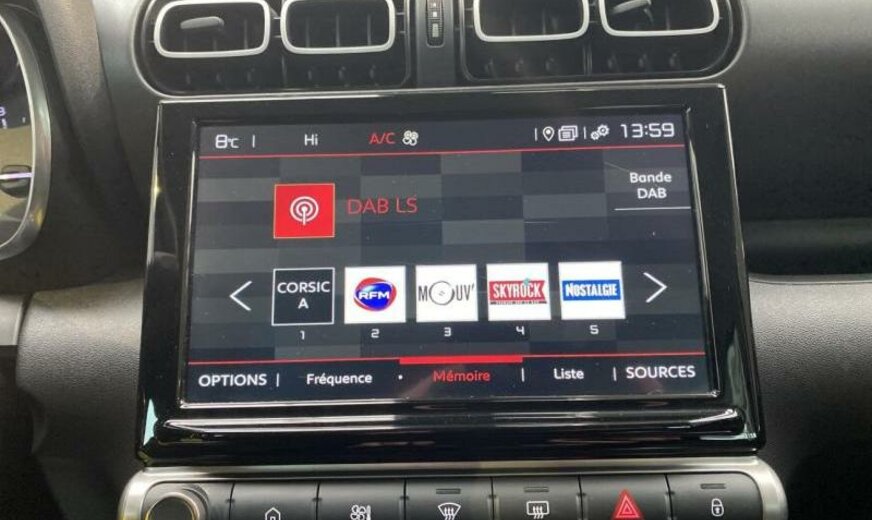 8°C | Hi A/C | | 13:59
Bande
DAB
DAB LS
CORSIC
A
RFM
MOUV'
SKYROCK
NOSTALGIE
1 2 3 4 5
OPTIONS | Fréquence • Mémoire | Liste | SOURCES